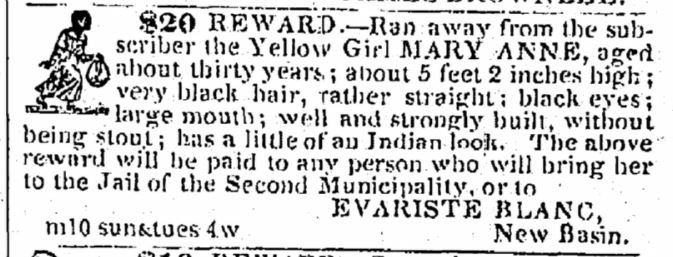 $20 REWARD.—Ran away from the sub-
scriber the Yellow Girl MARY ANNE, aged
about thirty years; about 5 feet 2 inches high;
very black hair, rather straight; black eyes;
large mouth; well and strongly built, without
being stout; has a little of an Indian look. The above
reward will be paid to any person who will bring her
to the Jail of the Second Municipality, or to
EVARISTE BLANC,
m10 sun&tues 4w New Basin.